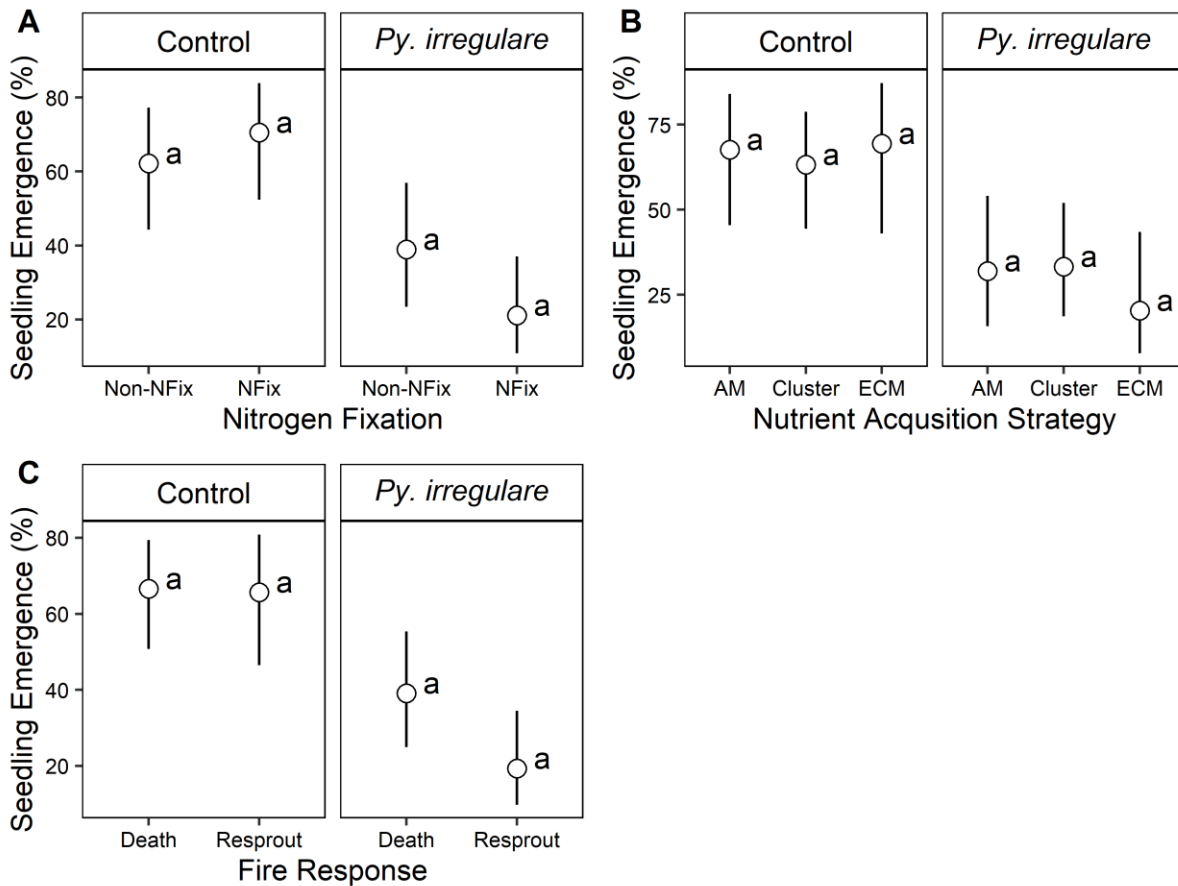 A
Control
Py. irregulare
Seedling Emergence (%)
80
60
40
20
a
a
a
a
Non-NFix
NFix
Non-NFix
NFix
Nitrogen Fixation
B
Control
Py. irregulare
Seedling Emergence (%)
75
50
25
a
a
a
a
a
a
AM
Cluster
ECM
AM
Cluster
ECM
Nutrient Acqusition Strategy
C
Control
Py. irregulare
Seedling Emergence (%)
80
60
40
20
a
a
a
a
Death
Resprout
Death
Resprout
Fire Response